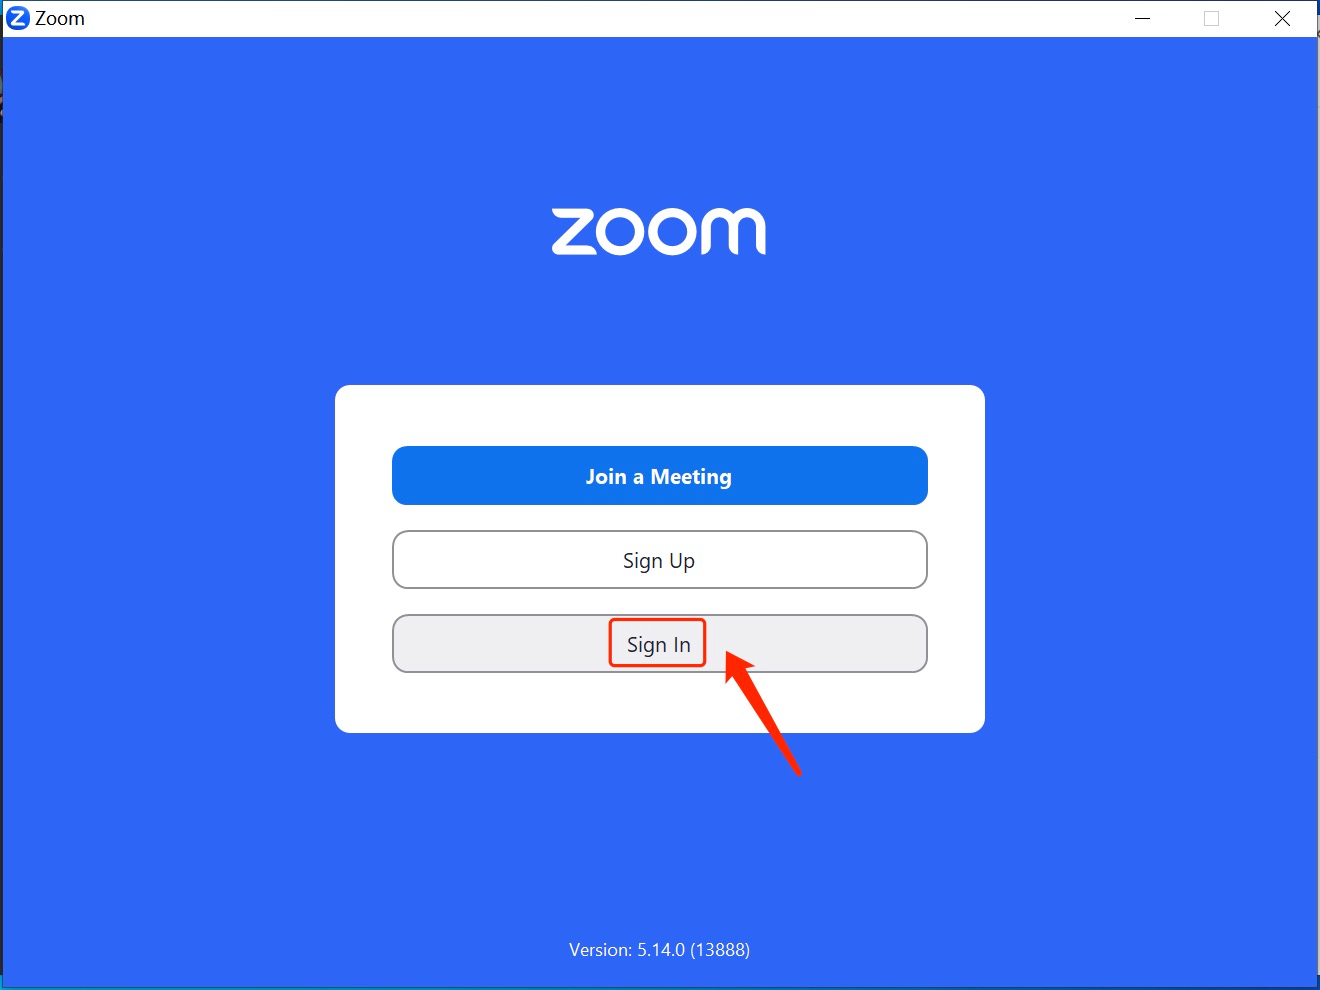 Zoom
zoom
Join a Meeting
Sign Up
Sign In
Version: 5.14.0 (13888)